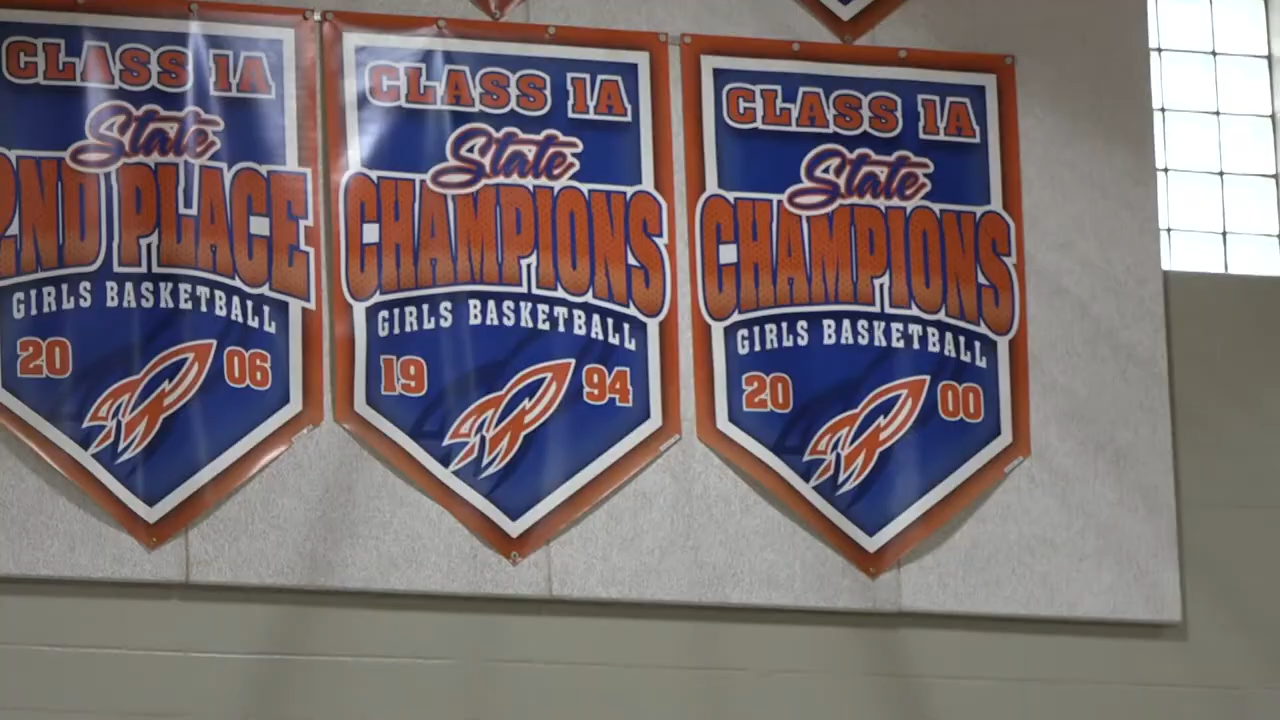 CLASS 1A
State
2ND PLACE
GIRLS BASKETBALL
20 06
CLASS 1A
State
CHAMPIONS
GIRLS BASKETBALL
19 94
CLASS 1A
State
CHAMPIONS
GIRLS BASKETBALL
20 00